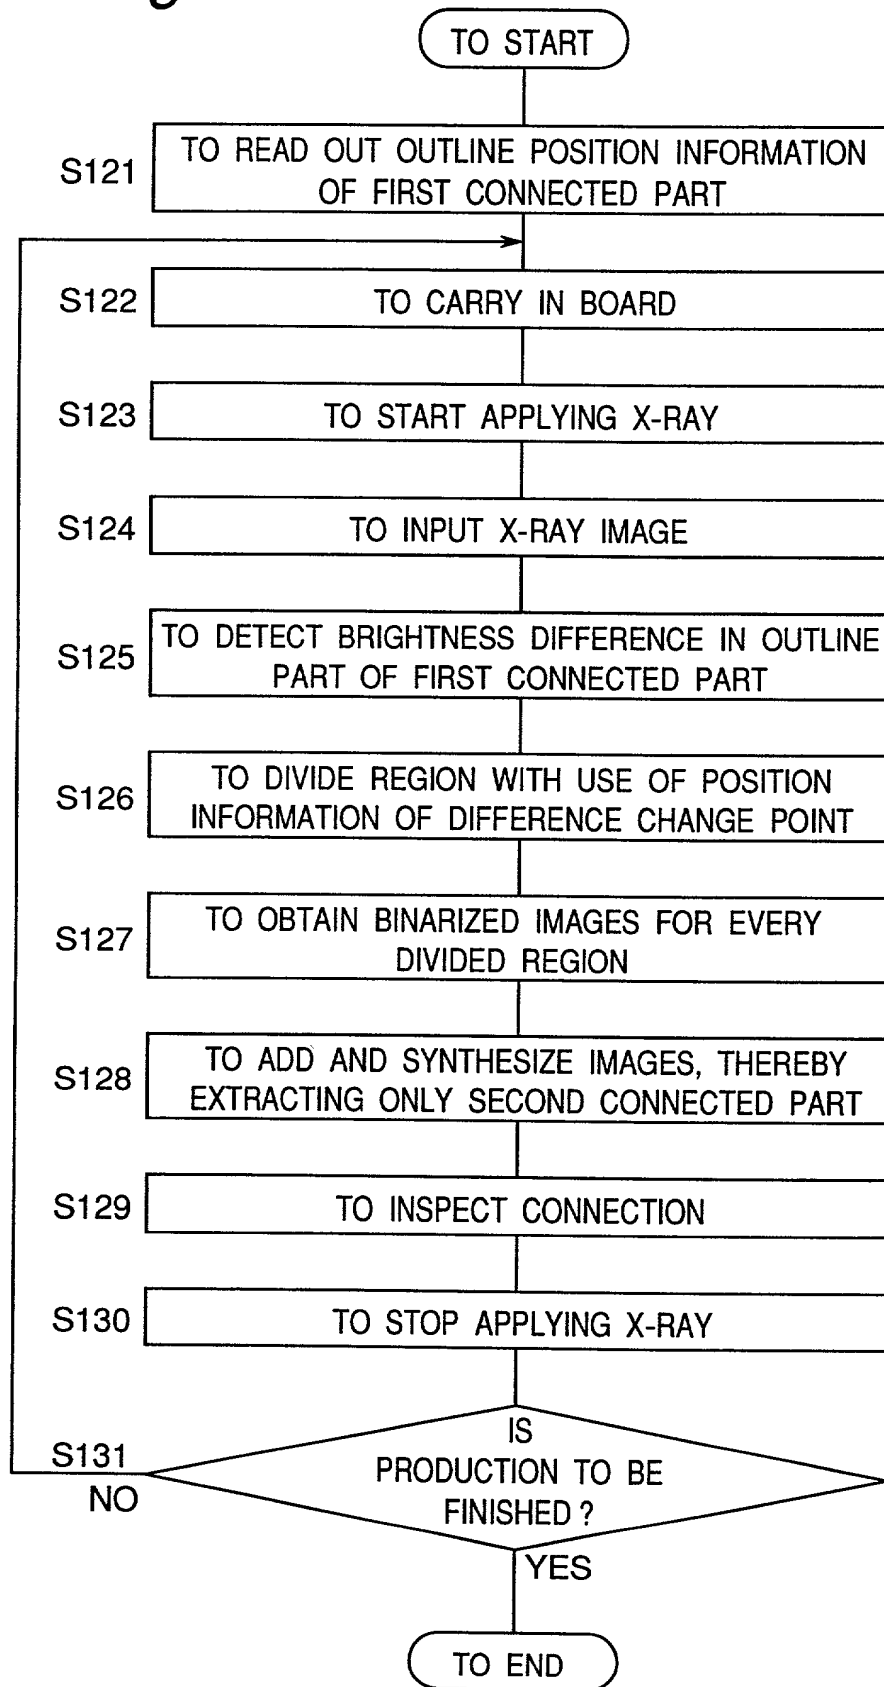 TO START
S121
TO READ OUT OUTLINE POSITION INFORMATION
OF FIRST CONNECTED PART
S122
TO CARRY IN BOARD
S123
TO START APPLYING X-RAY
S124
TO INPUT X-RAY IMAGE
S125
TO DETECT BRIGHTNESS DIFFERENCE IN OUTLINE
PART OF FIRST CONNECTED PART
S126
TO DIVIDE REGION WITH USE OF POSITION
INFORMATION OF DIFFERENCE CHANGE POINT
S127
TO OBTAIN BINARIZED IMAGES FOR EVERY
DIVIDED REGION
S128
TO ADD AND SYNTHESIZE IMAGES, THEREBY
EXTRACTING ONLY SECOND CONNECTED PART
S129
TO INSPECT CONNECTION
S130
TO STOP APPLYING X-RAY
S131
IS
PRODUCTION TO BE
FINISHED ?
NO
YES
TO END